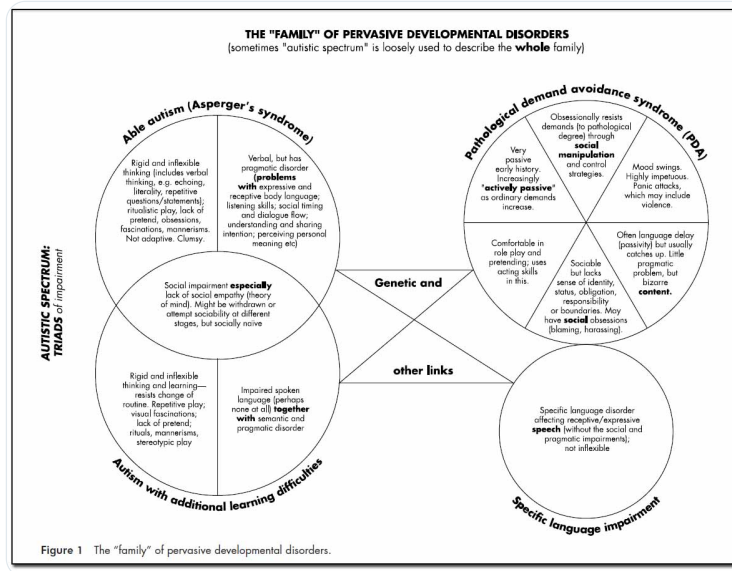 THE "FAMILY" OF PERVASIVE DEVELOPMENTAL DISORDERS
(sometimes "autistic spectrum" is loosely used to describe the whole family)
Able autism (Asperger's syndrome)
Rigid and inflexible
thinking (includes verbal
thinking, e.g. echoing,
literality, repetitive
questions/statements);
ritualistic play, lack of
pretend, obsessions,
fascinations, mannerisms.
Not adaptive. Clumsy.
Verbal, but has
pragmatic disorder
(problems
with expressive and
receptive body language;
listening skills; social timing
and dialogue flow;
understanding and sharing
intention; perceiving personal
meaning etc)
Social impairment especially
lack of social empathy (theory
of mind). Might be withdrawn or
attempt sociability at different
stages, but socially naïve
Rigid and inflexible
thinking and learning—
resists change of
routine. Repetitive play;
visual fascinations;
lack of pretend;
rituals, mannerisms,
stereotypic play
Impaired spoken
language (perhaps
none at all) together
with semantic and
pragmatic disorder
Autism with additional learning difficulties
AUTISTIC SPECTRUM:
TRIADS of impairment
Genetic and
other links
Pathological demand avoidance syndrome (PDA)
Obsessionally resists
demands (to pathological
degree) through
social
manipulation
and control
strategies.
Very
passive
early history.
Increasingly
"actively passive"
as ordinary demands
increase.
Mood swings.
Highly impetuous.
Panic attacks,
which may include
violence.
Comfortable in
role play and
pretending; uses
acting skills
in this.
Sociable
but lacks
sense of identity,
status, obligation,
responsibility
or boundaries. May
have social obsessions
(blaming, harassing).
Often language delay
(passivity) but usually
catches up. Little
pragmatic
problem, but
bizarre
content.
Specific language disorder
affecting receptive/expressive
speech (without the social and
pragmatic impairments);
not inflexible
Specific language impairment
Figure 1 The "family" of pervasive developmental disorders.